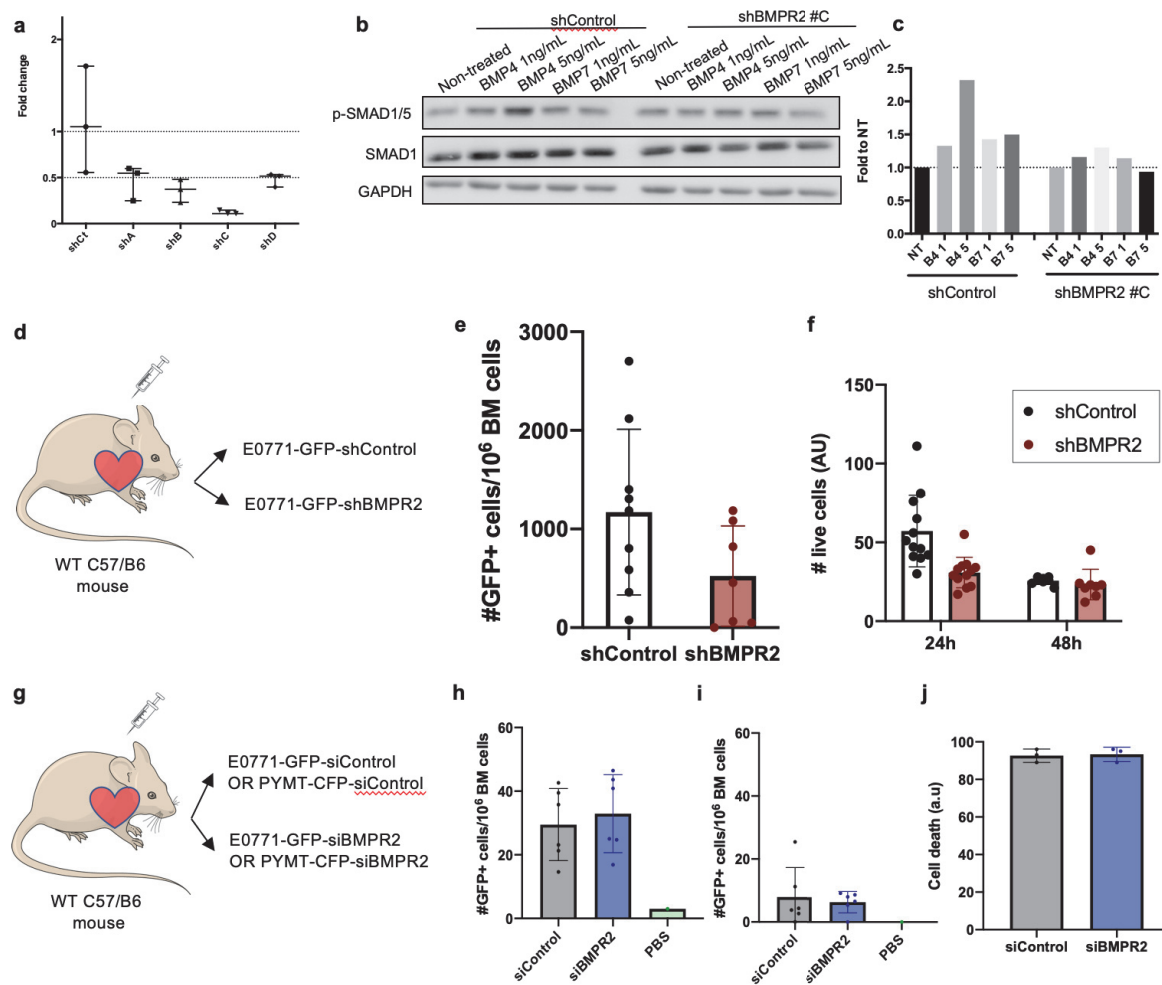 a
Fold change
2
1
0.5
0
shCt
shA
shB
shC
shD
b
shControl
shBMPR2 #C
Non-treated
BMP4 1ng/mL
BMP4 5ng/mL
BMP7 1ng/mL
BMP7 5ng/mL
Non-treated
BMP4 1ng/mL
BMP4 5ng/mL
BMP7 1ng/mL
BMP7 5ng/mL
p-SMAD1/5
SMAD1
GAPDH
c
Fold to NT
2.5
2.0
1.5
1.0
0.5
0.0
NT
B4 1
B4 5
B7 1
B7 5
NT
B4 1
B4 5
B7 1
B7 5
shControl
shBMPR2 #C
d
E0771-GFP-shControl
E0771-GFP-shBMPR2
WT C57/B6
mouse
e
#GFP+ cells/10⁶ BM cells
3000
2000
1000
0
shControl
shBMPR2
f
# live cells (AU)
150
100
50
0
24h
48h
shControl
shBMPR2
g
E0771-GFP-siControl
OR PYMT-CFP-siControl
E0771-GFP-siBMPR2
OR PYMT-CFP-siBMPR2
WT C57/B6
mouse
h
#GFP+ cells/10⁶ BM cells
60
40
20
0
siControl
siBMPR2
PBS
i
#GFP+ cells/10⁶ BM cells
60
40
20
0
siControl
siBMPR2
PBS
j
Cell death (a.u)
100
75
50
25
0
siControl
siBMPR2